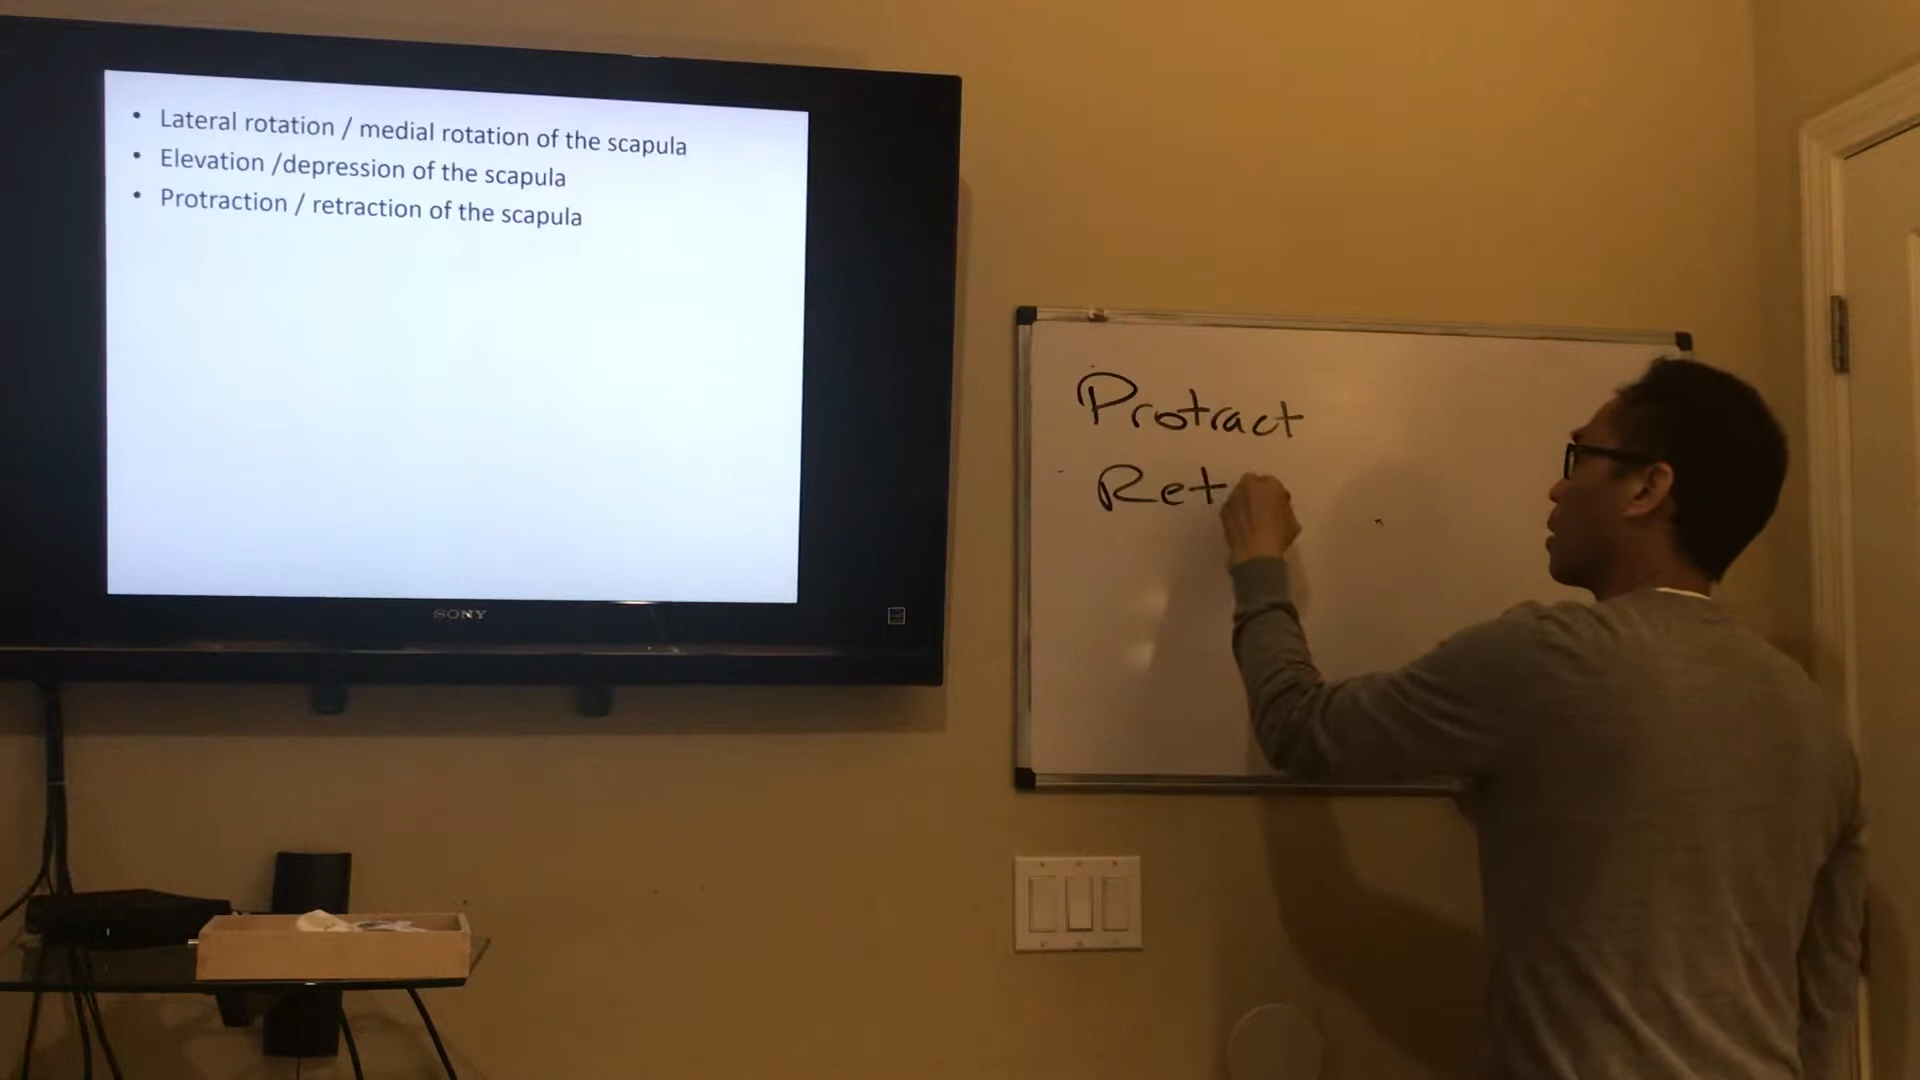 • Lateral rotation / medial rotation of the scapula
• Elevation /depression of the scapula
• Protraction / retraction of the scapula
SONY
Protract
Ret